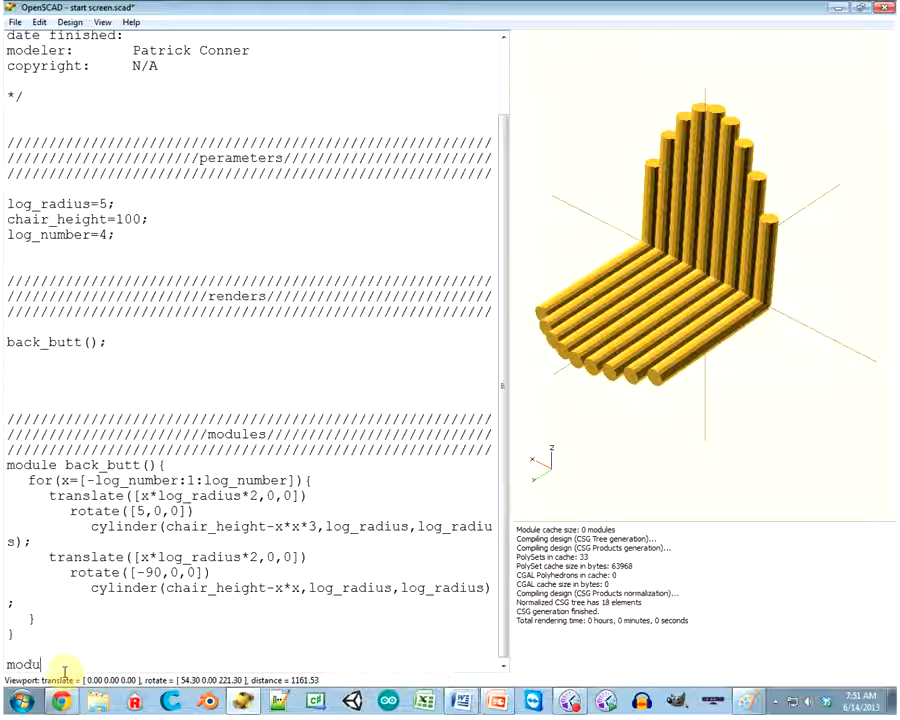 OpenSCAD - start screen.scad*
File Edit Design View Help
date finished:
modeler: Patrick Conner
copyright: N/A
*/
///////////////////////////////////////////////////////////
///////////////////////perameters/////////////////////////
///////////////////////////////////////////////////////////
log_radius=5;
chair_height=100;
log_number=4;
///////////////////////////////////////////////////////////
////////////////////////renders///////////////////////////
///////////////////////////////////////////////////////////
back_butt();
///////////////////////////////////////////////////////////
////////////////////////modules///////////////////////////
///////////////////////////////////////////////////////////
module back_butt(){
for(x=[-log_number:1:log_number]){
translate([x*log_radius*2,0,0])
rotate([5,0,0])
cylinder(chair_height-x*x*3,log_radius,log_radiu
s);
translate([x*log_radius*2,0,0])
rotate([-90,0,0])
cylinder(chair_height-x*x,log_radius,log_radius)
;
}
}
modu
Z
X
Y
Module cache size: 0 modules
Compiling design (CSG Tree generation)...
Compiling design (CSG Products generation)...
PolySets in cache: 33
PolySet cache size in bytes: 63968
CGAL Polyhedrons in cache: 0
CGAL cache size in bytes: 0
Compiling design (CSG Products normalization)...
Normalized CSG tree has 18 elements
CSG generation finished.
Total rendering time: 0 hours, 0 minutes, 0 seconds
Viewport: translate = [ 0.00 0.00 0.00 ], rotate = [ 54.30 0.00 221.30 ], distance = 1161.53
7:51 AM
6/14/2013